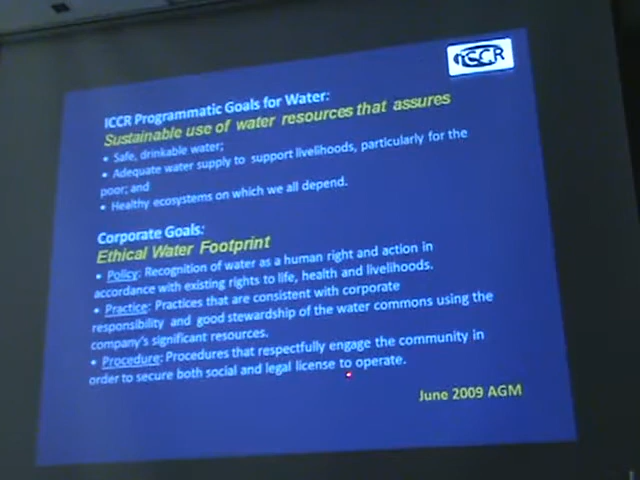 ICCR
ICCR Programmatic Goals for Water:
Sustainable use of water resources that assures
• Safe, drinkable water;
• Adequate water supply to support livelihoods, particularly for the
poor; and
• Healthy ecosystems on which we all depend.
Corporate Goals:
Ethical Water Footprint
• Policy: Recognition of water as a human right and action in
accordance with existing rights to life, health and livelihoods.
• Practice: Practices that are consistent with corporate
responsibility and good stewardship of the water commons using the
company's significant resources.
• Procedure: Procedures that respectfully engage the community in
order to secure both social and legal license to operate.
June 2009 AGM